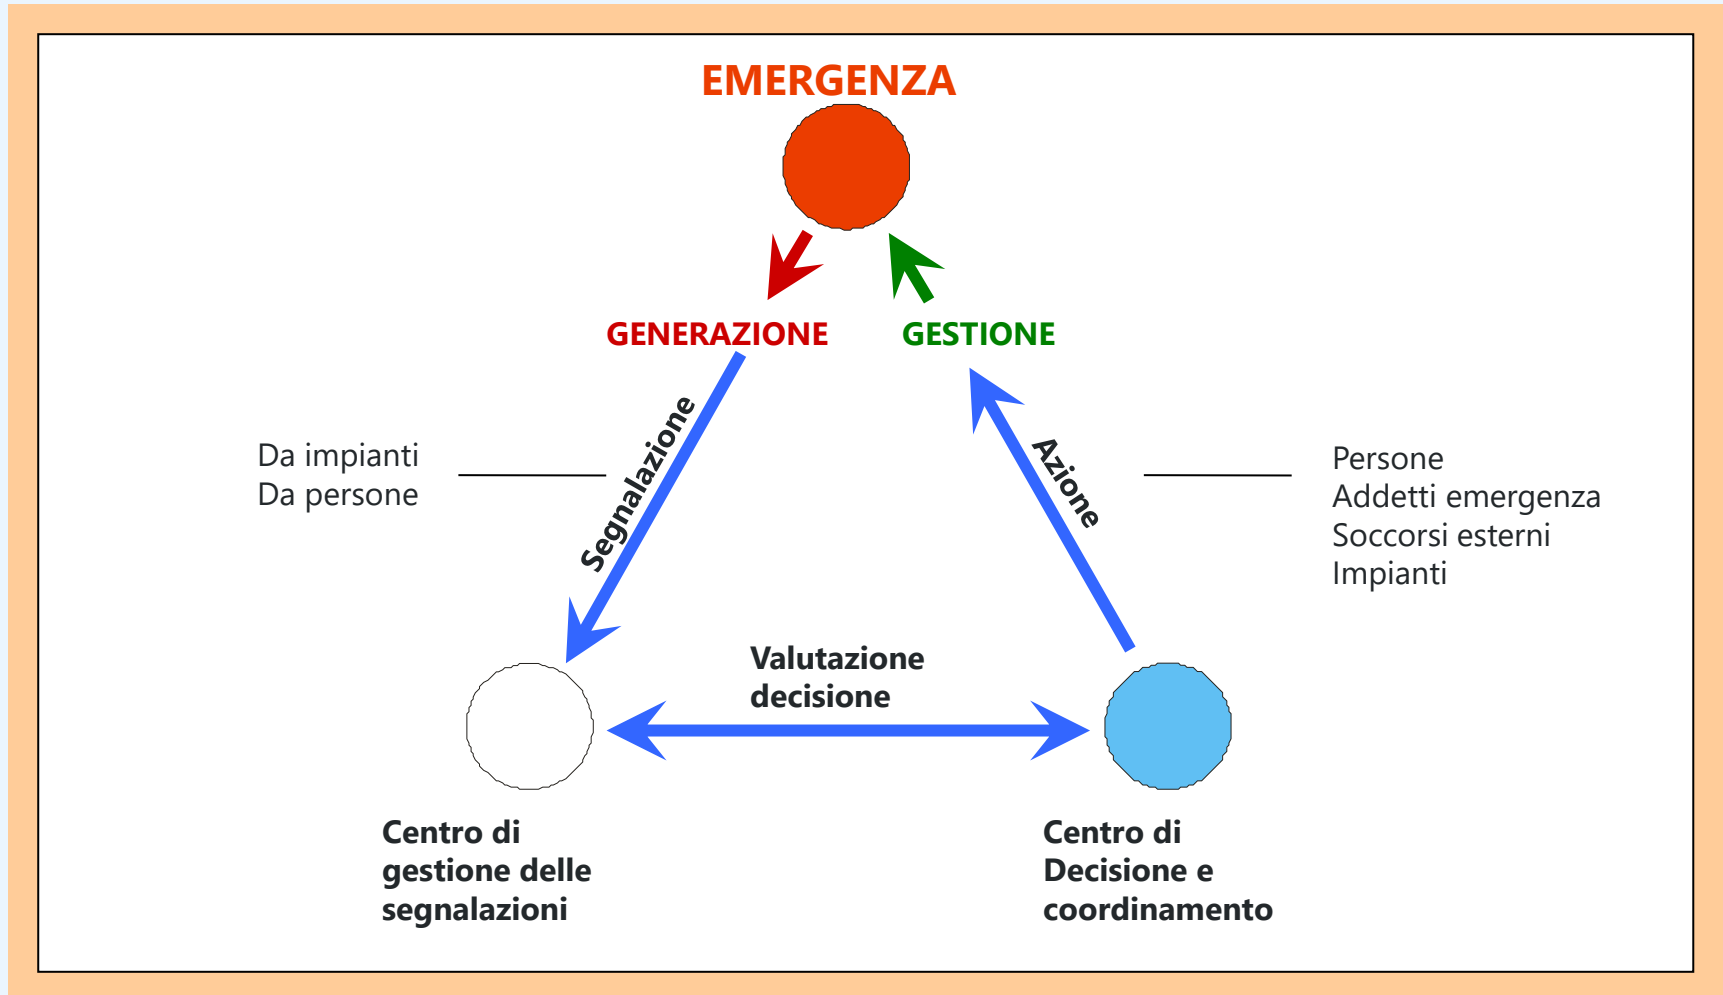 EMERGENZA
GENERAZIONE
GESTIONE
Segnalazione
Azione
Da impianti
Da persone
Persone
Addetti emergenza
Soccorsi esterni
Impianti
Valutazione
decisione
Centro di
gestione delle
segnalazioni
Centro di
Decisione e
coordinamento